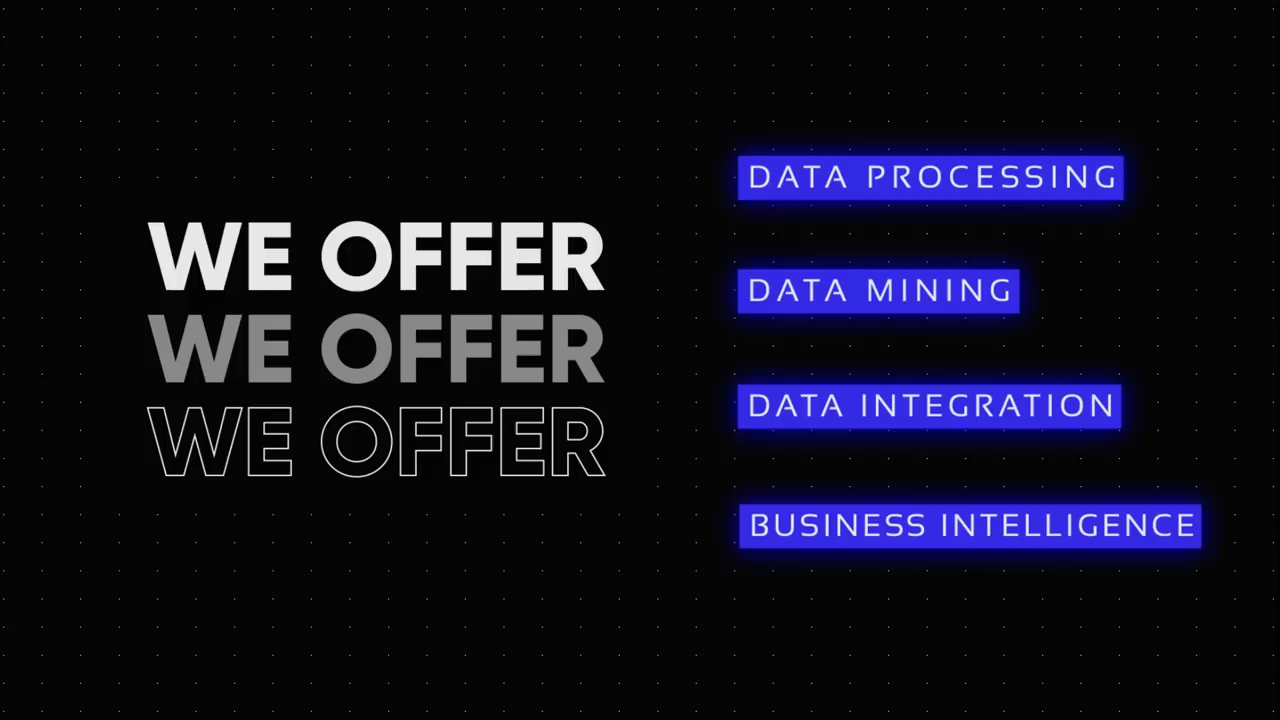 WE OFFER
WE OFFER
WE OFFER
DATA PROCESSING
DATA MINING
DATA INTEGRATION
BUSINESS INTELLIGENCE